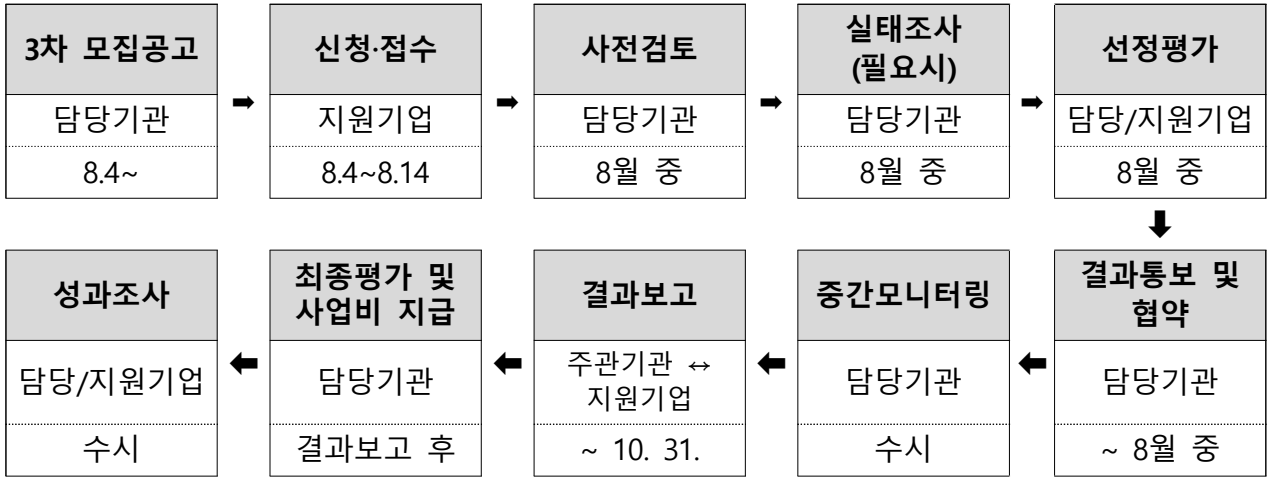 3차 모집공고
담당기관
8.4~
➡
신청·접수
지원기업
8.4~8.14
➡
사전검토
담당기관
8월 중
➡
실태조사
(필요시)
담당기관
8월 중
➡
선정평가
담당/지원기업
8월 중
⬇
결과통보 및
협약
담당기관
~ 8월 중
⬅
중간모니터링
담당기관
수시
⬅
결과보고
주관기관 ↔
지원기업
~ 10. 31.
⬅
최종평가 및
사업비 지급
담당기관
결과보고 후
⬅
성과조사
담당/지원기업
수시